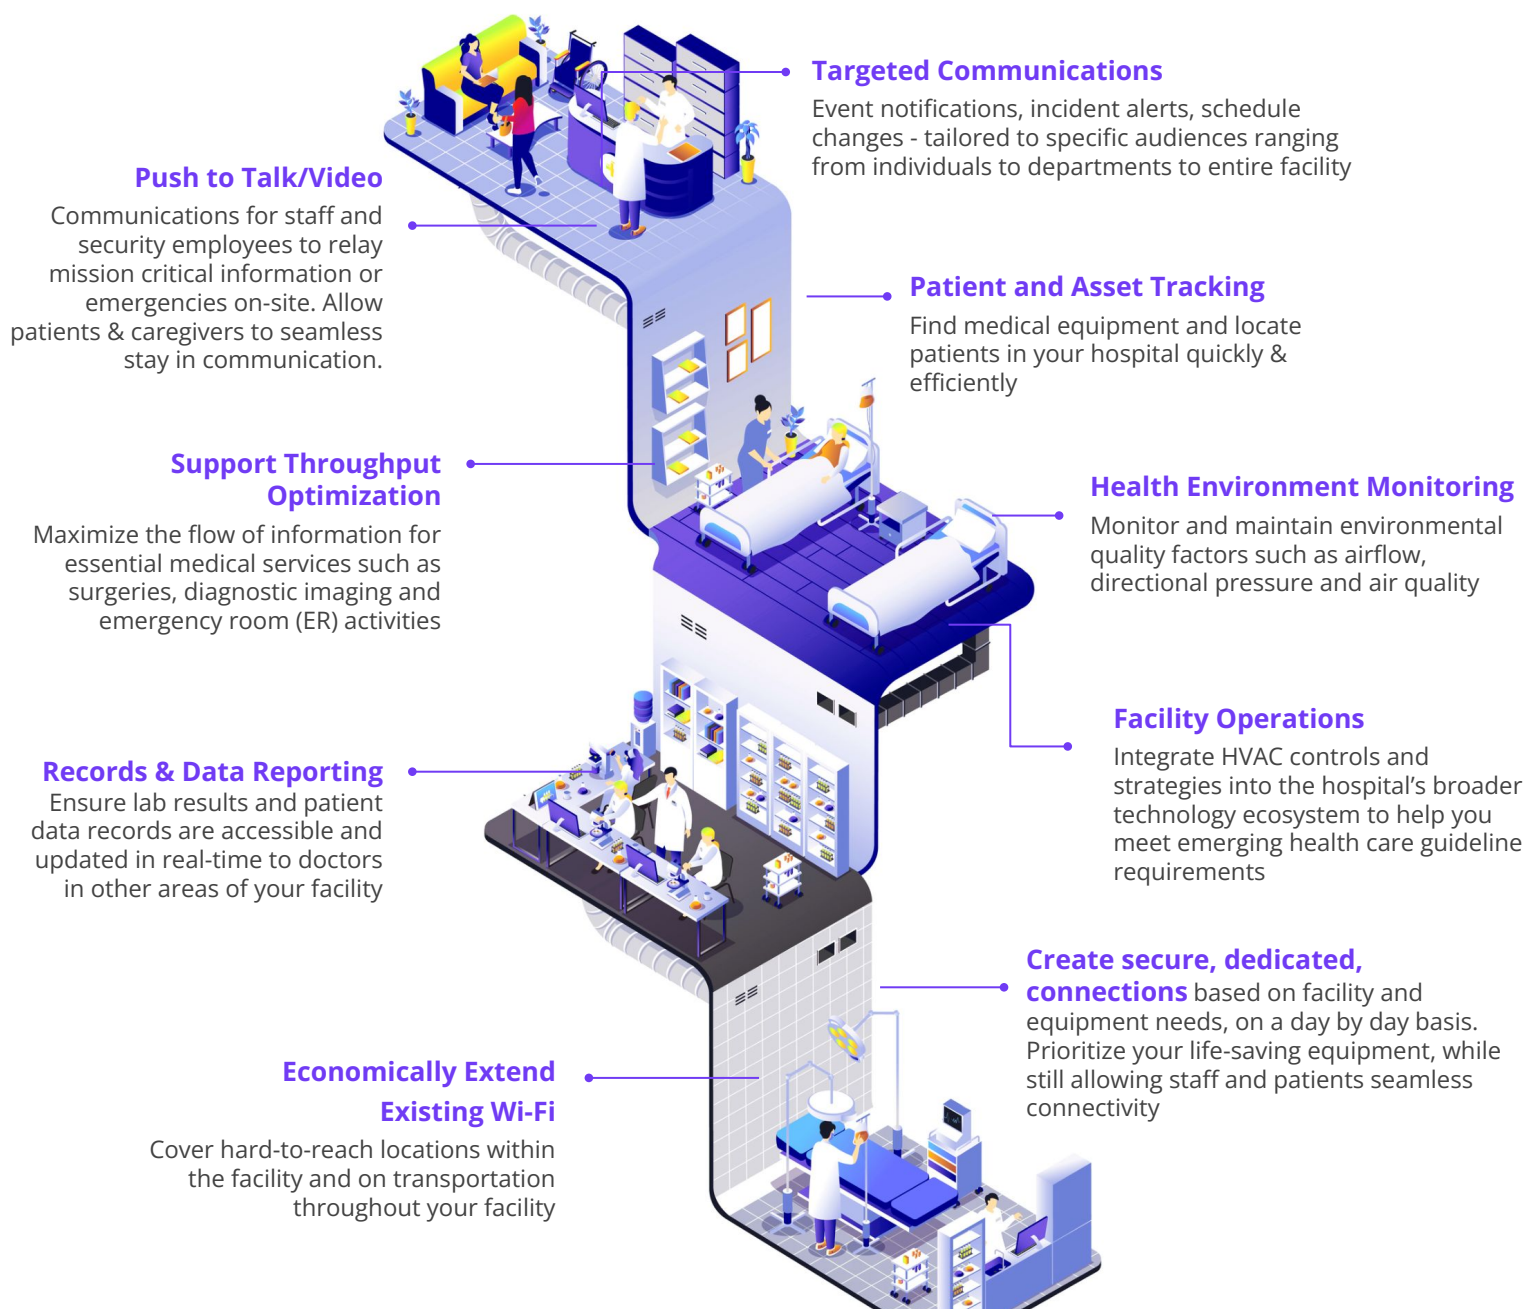 Targeted Communications
Event notifications, incident alerts, schedule
changes - tailored to specific audiences ranging
from individuals to departments to entire facility
Push to Talk/Video
Communications for staff and
security employees to relay
mission critical information or
emergencies on-site. Allow
patients & caregivers to seamless
stay in communication.
Patient and Asset Tracking
Find medical equipment and locate
patients in your hospital quickly &
efficiently
Support Throughput
Optimization
Maximize the flow of information for
essential medical services such as
surgeries, diagnostic imaging and
emergency room (ER) activities
Health Environment Monitoring
Monitor and maintain environmental
quality factors such as airflow,
directional pressure and air quality
Facility Operations
Integrate HVAC controls and
strategies into the hospital’s broader
technology ecosystem to help you
meet emerging health care guideline
requirements
Records & Data Reporting
Ensure lab results and patient
data records are accessible and
updated in real-time to doctors
in other areas of your facility
Create secure, dedicated,
connections based on facility and
equipment needs, on a day by day basis.
Prioritize your life-saving equipment, while
still allowing staff and patients seamless
connectivity
Economically Extend
Existing Wi-Fi
Cover hard-to-reach locations within
the facility and on transportation
throughout your facility